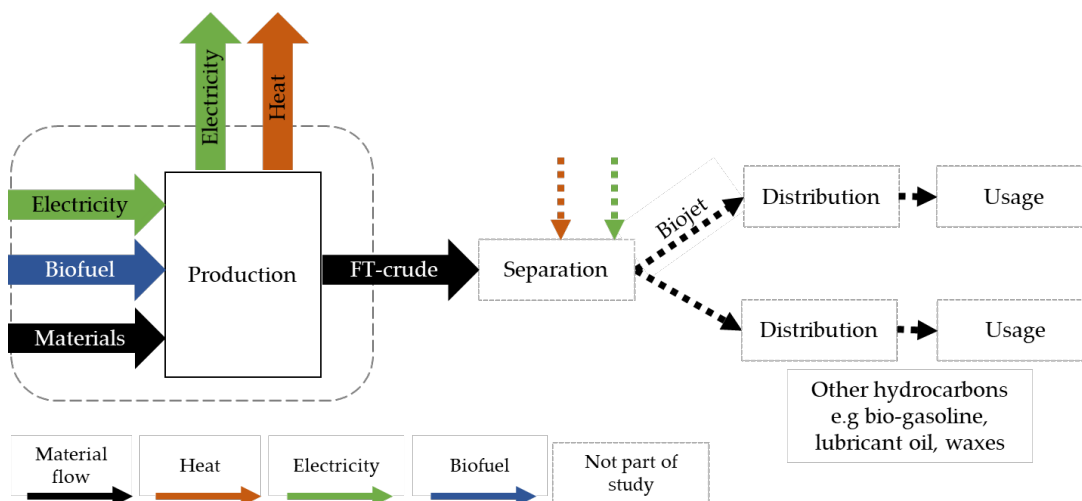 Electricity
Heat
Electricity
Biofuel
Materials
Production
FT-crude
Separation
Biojet
Distribution
Usage
Distribution
Usage
Other hydrocarbons
e.g bio-gasoline,
lubricant oil, waxes
Material
flow
Heat
Electricity
Biofuel
Not part of
study